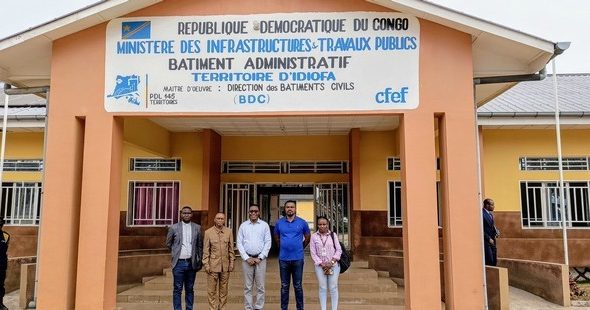 REPUBLIQUE DEMOCRATIQUE DU CONGO
MINISTERE DES INFRASTRUCTURES & TRAVAUX PUBLICS
BATIMENT ADMINISTRATIF
TERRITOIRE D'IDIOFA
MAITRE D'OEUVRE : DIRECTION des BATIMENTS CIVILS
(BDC)
PDL 145
TERRITOIRES
cfef